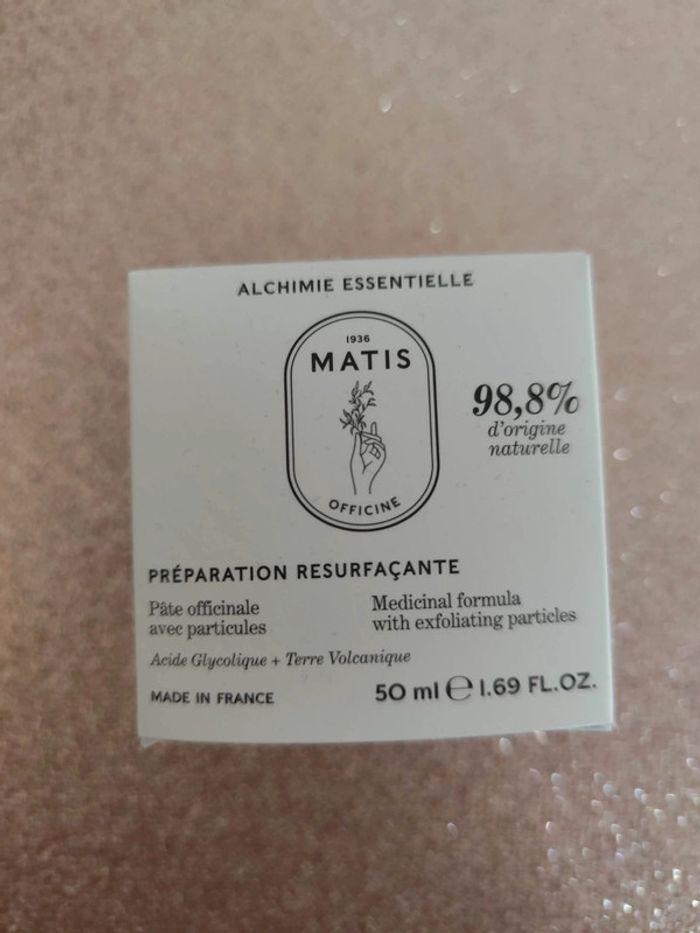 ALCHIMIE ESSENTIELLE
1936
MATIS
OFFICINE
98,8%
d'origine
naturelle
PRÉPARATION RESURFAÇANTE
Pâte officinale
avec particules
Medicinal formula
with exfoliating particles
Acide Glycolique + Terre Volcanique
MADE IN FRANCE
50 ml ℮ 1.69 FL.OZ.